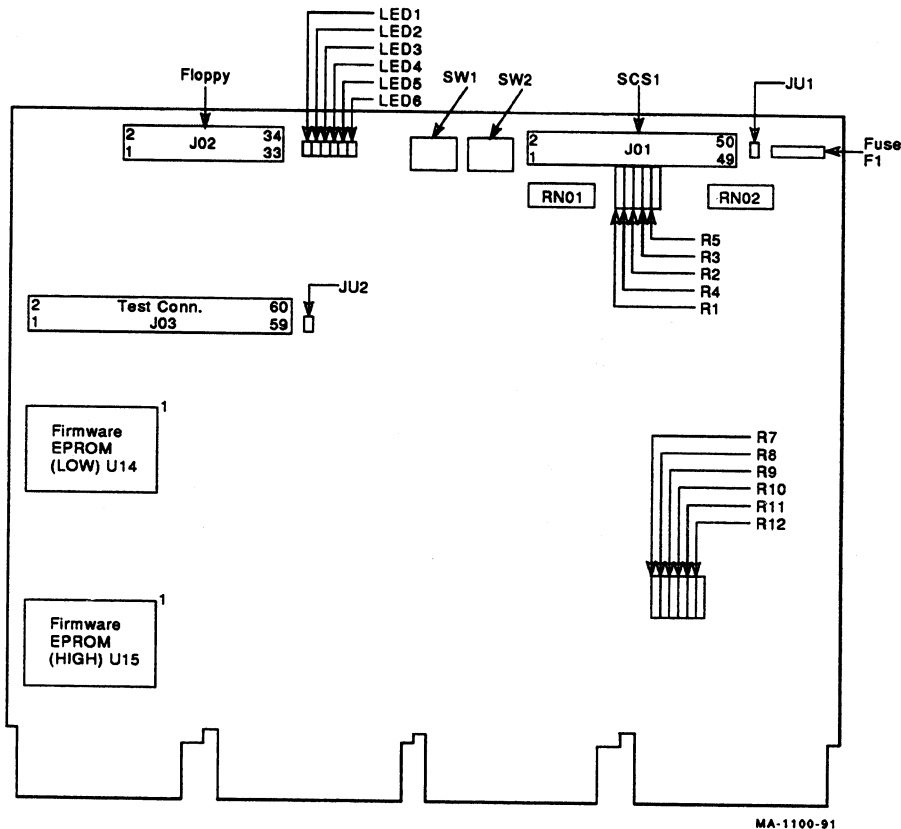 LED1
LED2
LED3
LED4
LED5
LED6
Floppy
SW1
SW2
SCS1
JU1
2 34
J02
1 33
2 50
J01
1 49
Fuse
F1
RN01
RN02
R5
R3
R2
R4
R1
JU2
2 Test Conn. 60
1 J03 59
1
Firmware
EPROM
(LOW) U14
R7
R8
R9
R10
R11
R12
1
Firmware
EPROM
(HIGH) U15
MA-1100-91